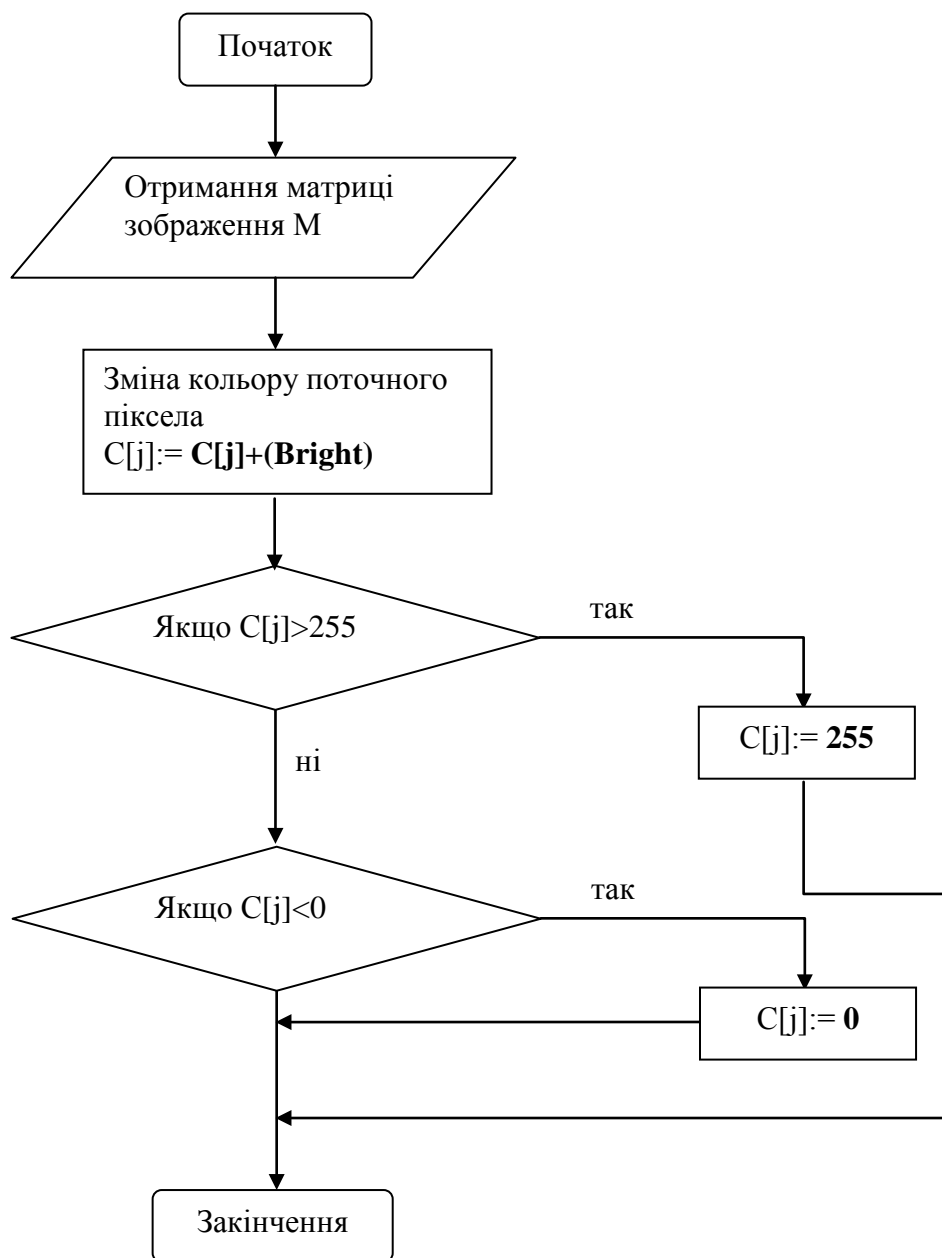 Початок
Отримання матриці
зображення М
Зміна кольору поточного
піксела
C[j]:= C[j]+(Bright)
Якщо C[j]>255
так
C[j]:= 255
ні
Якщо C[j]<0
так
C[j]:= 0
Закінчення